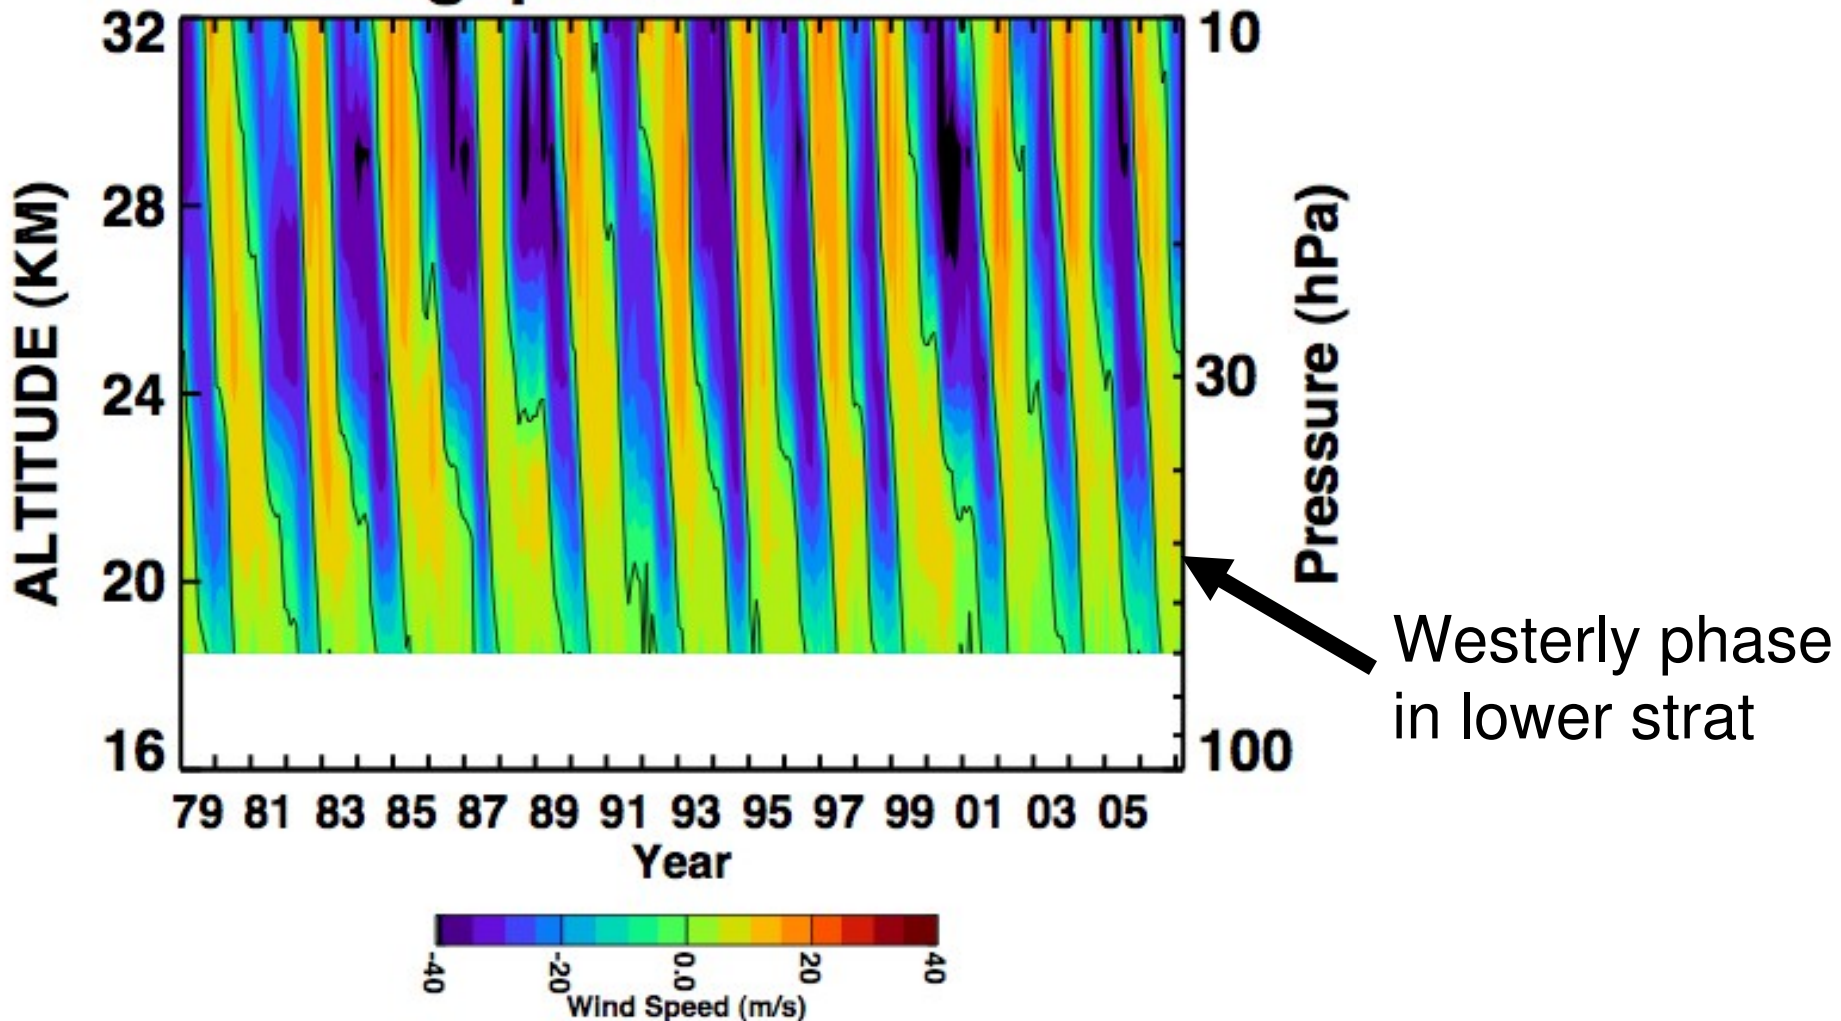 32
28
24
20
16
ALTITUDE (KM)
10
30
100
Pressure (hPa)
Westerly phase
in lower strat
79 81 83 85 87 89 91 93 95 97 99 01 03 05
Year
-40 -20 0.0 20 40
Wind Speed (m/s)